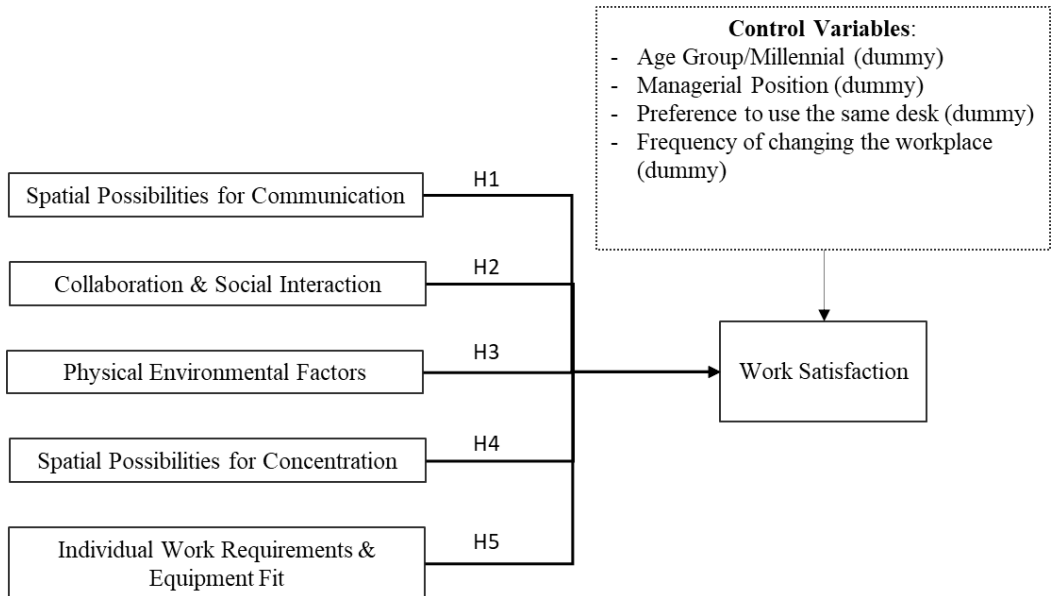 Control Variables:
- Age Group/Millennial (dummy)
- Managerial Position (dummy)
- Preference to use the same desk (dummy)
- Frequency of changing the workplace
(dummy)
H1
Spatial Possibilities for Communication
H2
Collaboration & Social Interaction
H3
Physical Environmental Factors
Work Satisfaction
H4
Spatial Possibilities for Concentration
H5
Individual Work Requirements &
Equipment Fit